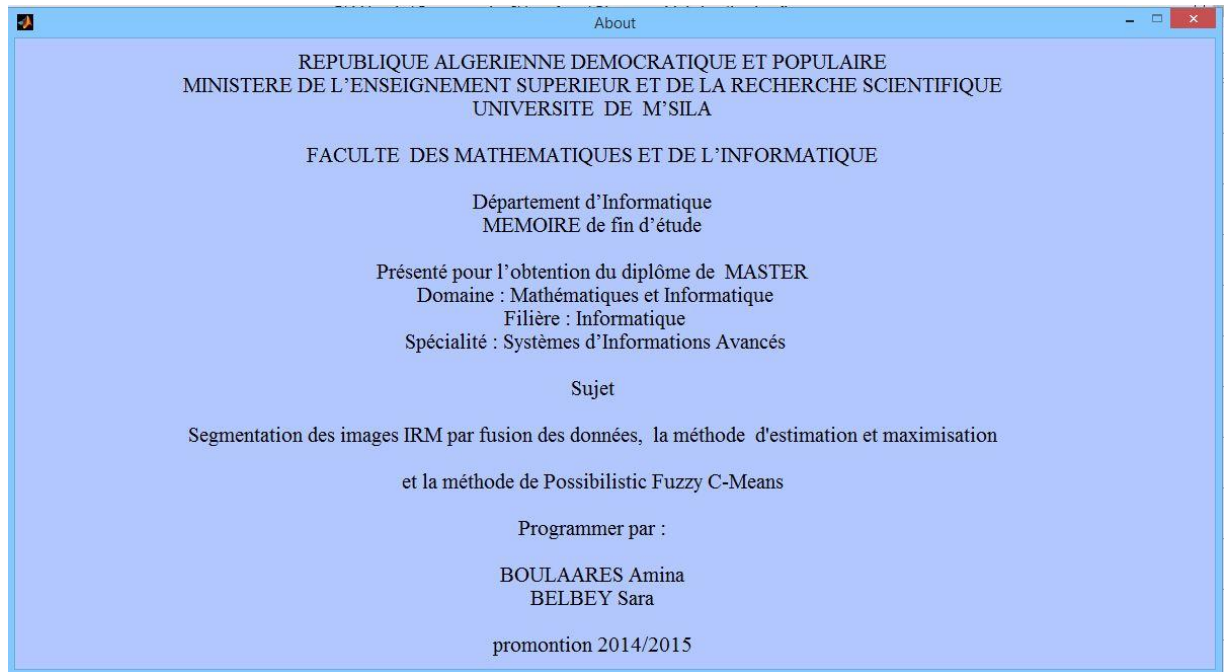 About
REPUBLIQUE ALGERIENNE DEMOCRATIQUE ET POPULAIRE
MINISTERE DE L’ENSEIGNEMENT SUPERIEUR ET DE LA RECHERCHE SCIENTIFIQUE
UNIVERSITE DE M’SILA
FACULTE DES MATHEMATIQUES ET DE L’INFORMATIQUE
Département d’Informatique
MEMOIRE de fin d’étude
Présenté pour l’obtention du diplôme de MASTER
Domaine : Mathématiques et Informatique
Filière : Informatique
Spécialité : Systèmes d’Informations Avancés
Sujet
Segmentation des images IRM par fusion des données, la méthode d'estimation et maximisation
et la méthode de Possibilistic Fuzzy C-Means
Programmer par :
BOULAARES Amina
BELBEY Sara
promontion 2014/2015